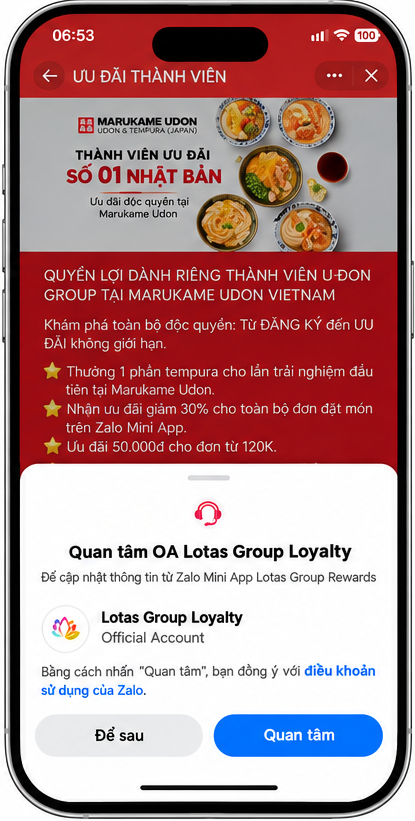 06:53
100
ƯU ĐÃI THÀNH VIÊN
MARUKAME UDON
UDON & TEMPURA (JAPAN)
THÀNH VIÊN ƯU ĐÃI
SỐ 01 NHẬT BẢN
Ưu dãi độc quyền tại
Marukame Udon
QUYỀN LỢI DÀNH RIÊNG THÀNH VIÊN U-DON
GROUP TẠI MARUKAME UDON VIETNAM
Khám phá toàn bộ độc quyền: Từ ĐĂNG KÝ đến ƯU
ĐÃI không giới hạn.
Thưởng 1 phần tempura cho lần trải nghiệm đầu
tiên tại Marukame Udon.
Nhận ưu đãi giảm 30% cho toàn bộ đơn đặt món
trên Zalo Mini App.
Ưu đãi 50.000đ cho đơn từ 120K.
Quan tâm OA Lotas Group Loyalty
Để cập nhật thông tin từ Zalo Mini App Lotas Group Rewards
Lotas Group Loyalty
Official Account
Bằng cách nhấn "Quan tâm", bạn đồng ý với điều khoản
sử dụng của Zalo.
Để sau
Quan tâm